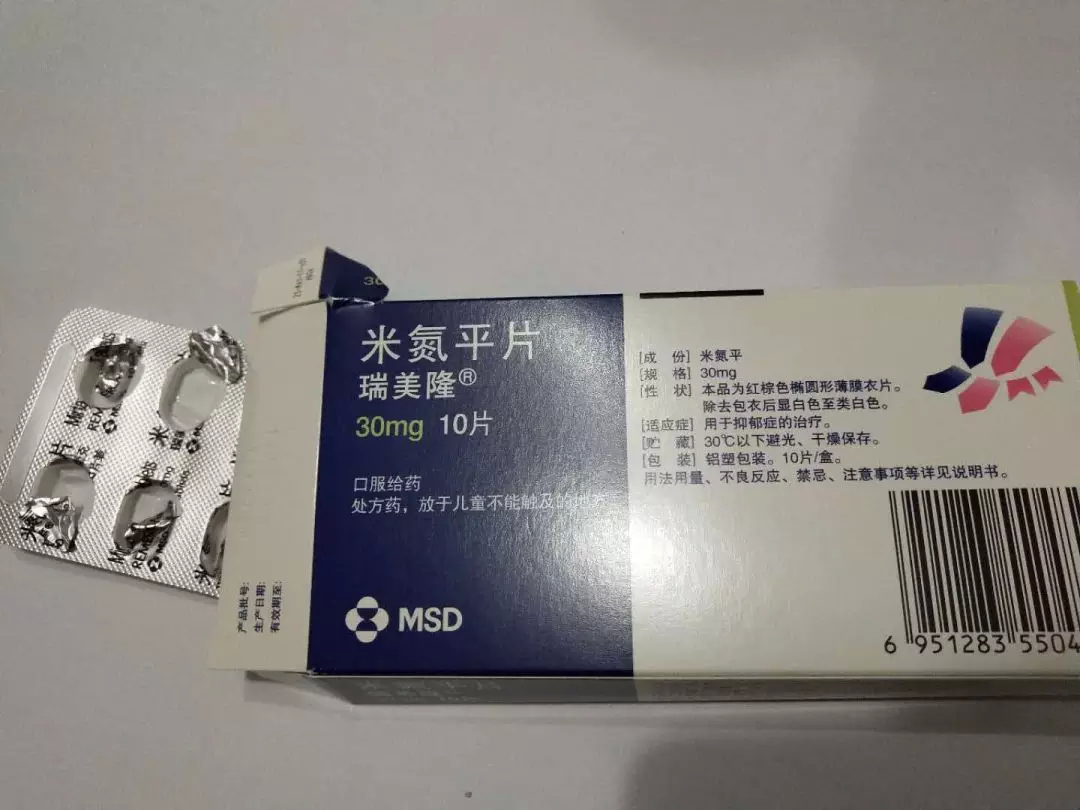 米氮平片
瑞美隆®
30mg 10片
口服给药
处方药，放于儿童不能触及的地方
MSD
产品批号:
生产日期:
有效期至:
[成 份] 米氮平
[规 格] 30mg
[性 状] 本品为红棕色椭圆形薄膜衣片。
除去包衣后显白色至类白色。
[适应症] 用于抑郁症的治疗。
[贮 藏] 30℃以下避光、干燥保存。
[包 装] 铝塑包装。10片/盒。
用法用量、不良反应、禁忌、注意事项等详见说明书。
6 951283 5504
米氮平片